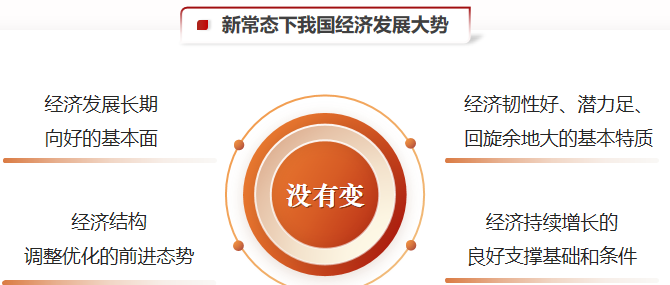 新常态下我国经济发展大势
经济发展长期
向好的基本面
经济韧性好、潜力足、
回旋余地大的基本特质
没有变
经济结构
调整优化的前进态势
经济持续增长的
良好支撑基础和条件